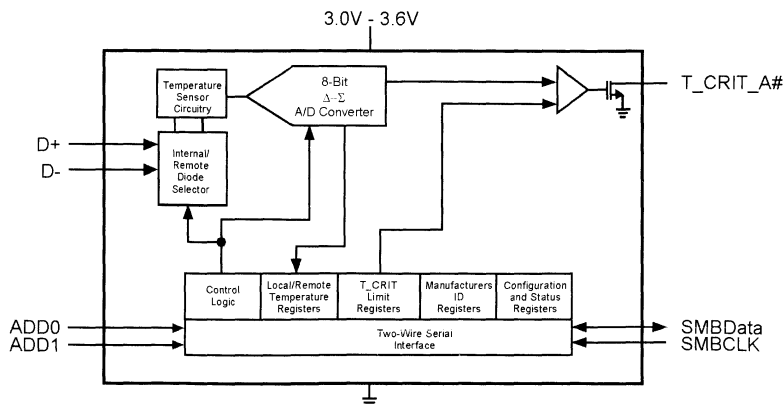 3.0V - 3.6V
Temperature
Sensor
Circuitry
8-Bit
Δ-Σ
A/D Converter
T_CRIT_A#
D+
D-
Internal/
Remote
Diode
Selector
Control
Logic
Local/Remote
Temperature
Registers
T_CRIT
Limit
Registers
Manufacturers
ID
Registers
Configuration
and Status
Registers
ADD0
ADD1
Two-Wire Serial
Interface
SMBData
SMBCLK